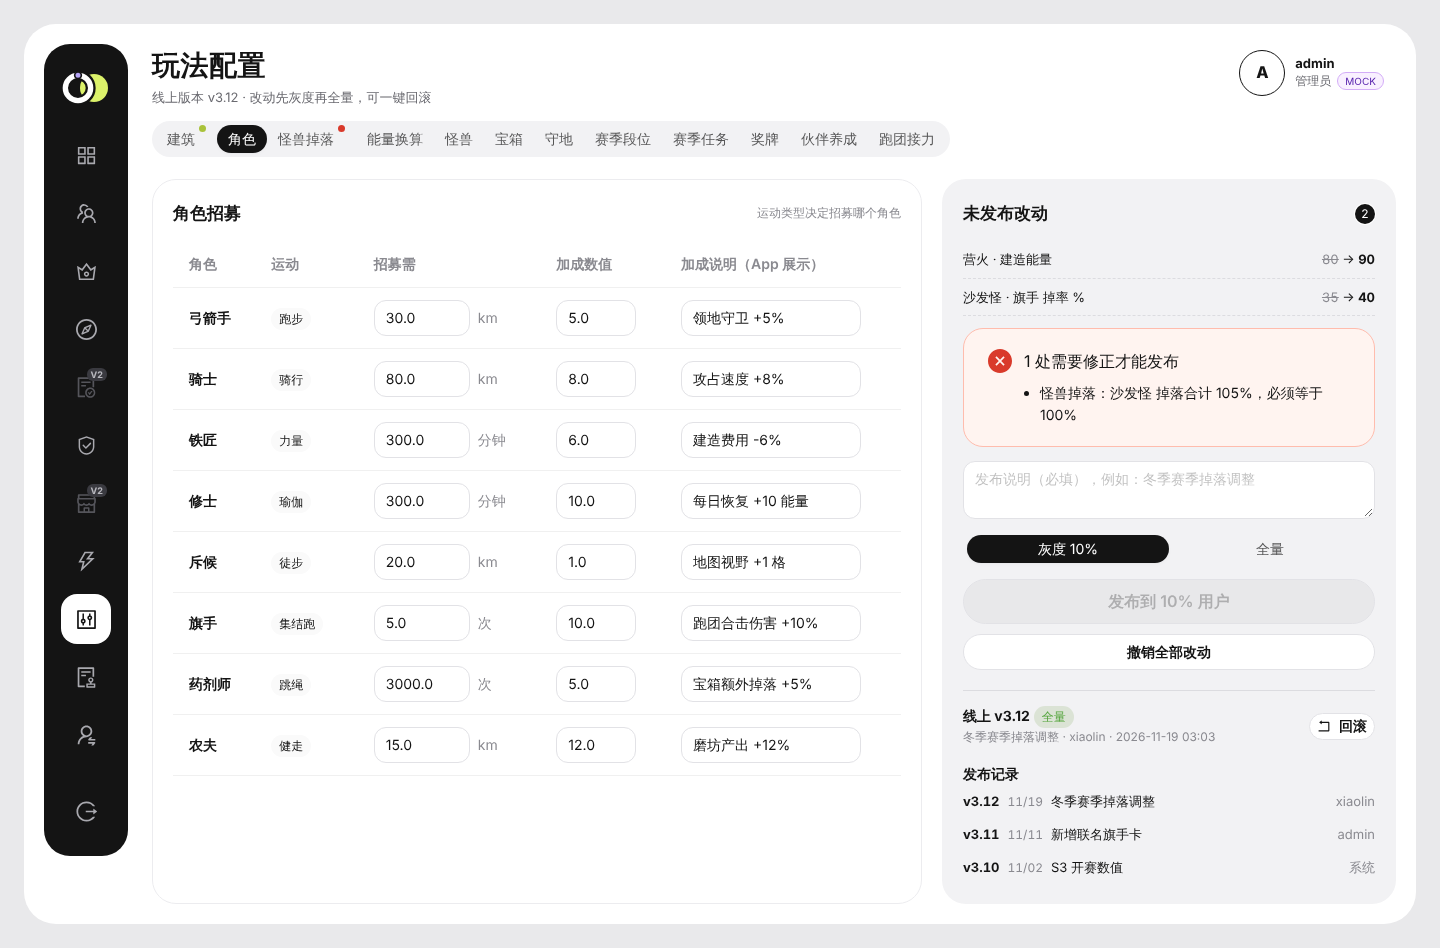 玩法配置
线上版本 v3.12 · 改动先灰度再全量，可一键回滚
A
admin
管理员 MOCK
建筑 角色 怪兽掉落 能量换算 怪兽 宝箱 守地 赛季段位 赛季任务 奖牌 伙伴养成 跑团接力
V2
V2
角色招募
运动类型决定招募哪个角色
角色 运动 招募需 加成数值 加成说明（App 展示）
弓箭手 跑步 30.0 km 5.0 领地守卫 +5%
骑士 骑行 80.0 km 8.0 攻占速度 +8%
铁匠 力量 300.0 分钟 6.0 建造费用 -6%
修士 瑜伽 300.0 分钟 10.0 每日恢复 +10 能量
斥候 徒步 20.0 km 1.0 地图视野 +1 格
旗手 集结跑 5.0 次 10.0 跑团合击伤害 +10%
药剂师 跳绳 3000.0 次 5.0 宝箱额外掉落 +5%
农夫 健走 15.0 km 12.0 磨坊产出 +12%
未发布改动 2
营火 · 建造能量 80 → 90
沙发怪 · 旗手 掉率 % 35 → 40
1 处需要修正才能发布
• 怪兽掉落：沙发怪 掉落合计 105%，必须等于
100%
发布说明（必填），例如：冬季赛季掉落调整
灰度 10% 全量
发布到 10% 用户
撤销全部改动
线上 v3.12 全量
冬季赛季掉落调整 · xiaolin · 2026-11-19 03:03
回滚
发布记录
v3.12 11/19 冬季赛季掉落调整 xiaolin
v3.11 11/11 新增联名旗手卡 admin
v3.10 11/02 S3 开赛数值 系统